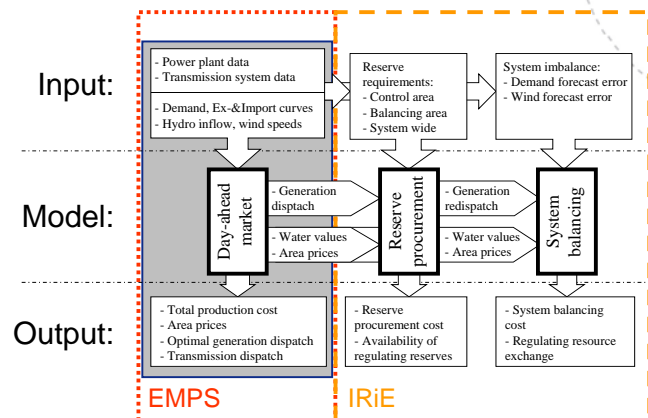 Input:
- Power plant data
- Transmission system data
- Demand, Ex-&Import curves
- Hydro inflow, wind speeds
Reserve
requirements:
- Control area
- Balancing area
- System wide
System imbalance:
- Demand forecast error
- Wind forecast error
Model:
Day-ahead
market
- Generation
disptach
- Water values
- Area prices
Reserve
procurement
- Generation
redispatch
- Water values
- Area prices
System
balancing
Output:
- Total production cost
- Area prices
- Optimal generation dispatch
- Transmission dispatch
- Reserve
procurement cost
- Availability of
regulating reserves
- System balancing
cost
- Regulating resource
exchange
EMPS
IRiE